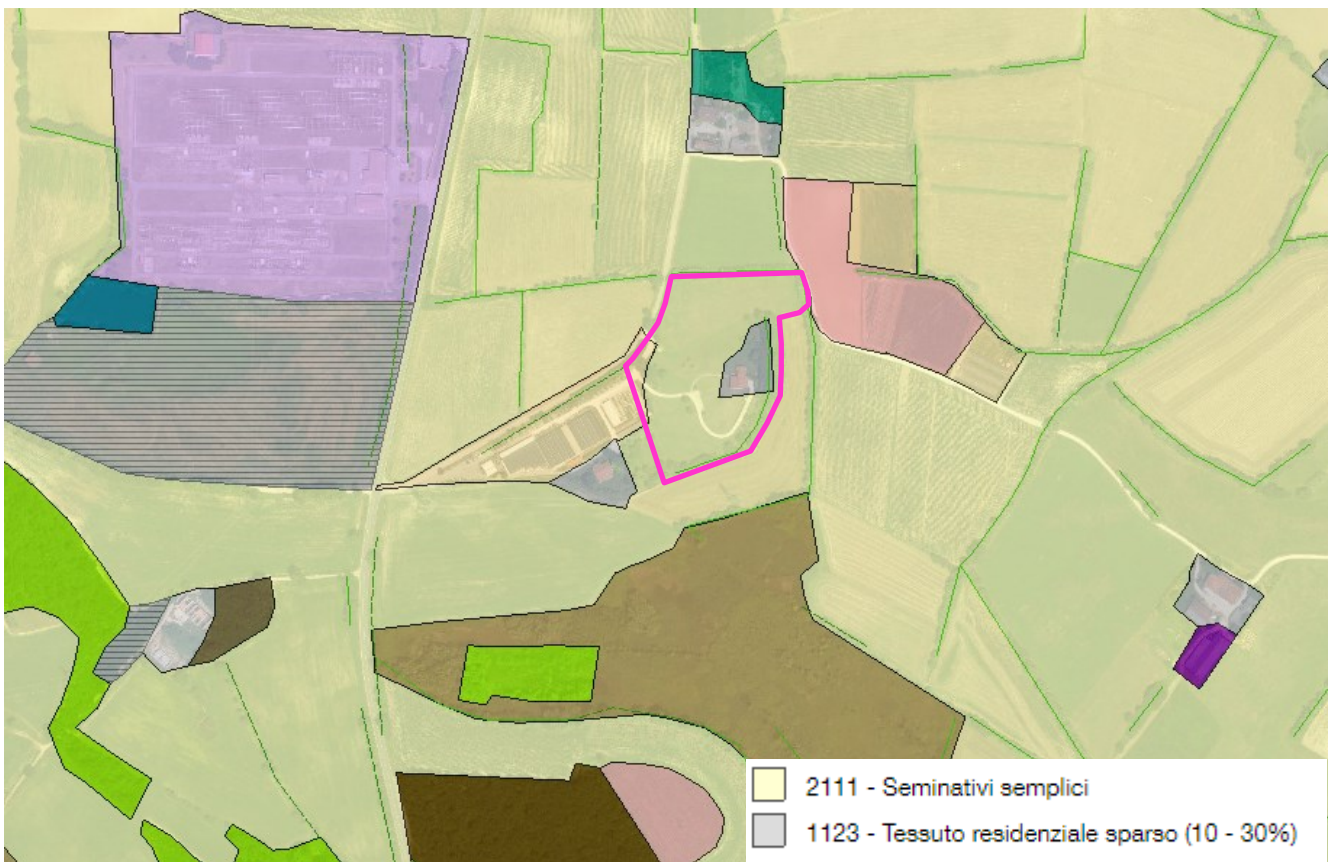 2111 - Seminativi semplici
1123 - Tessuto residenziale sparso (10 - 30%)